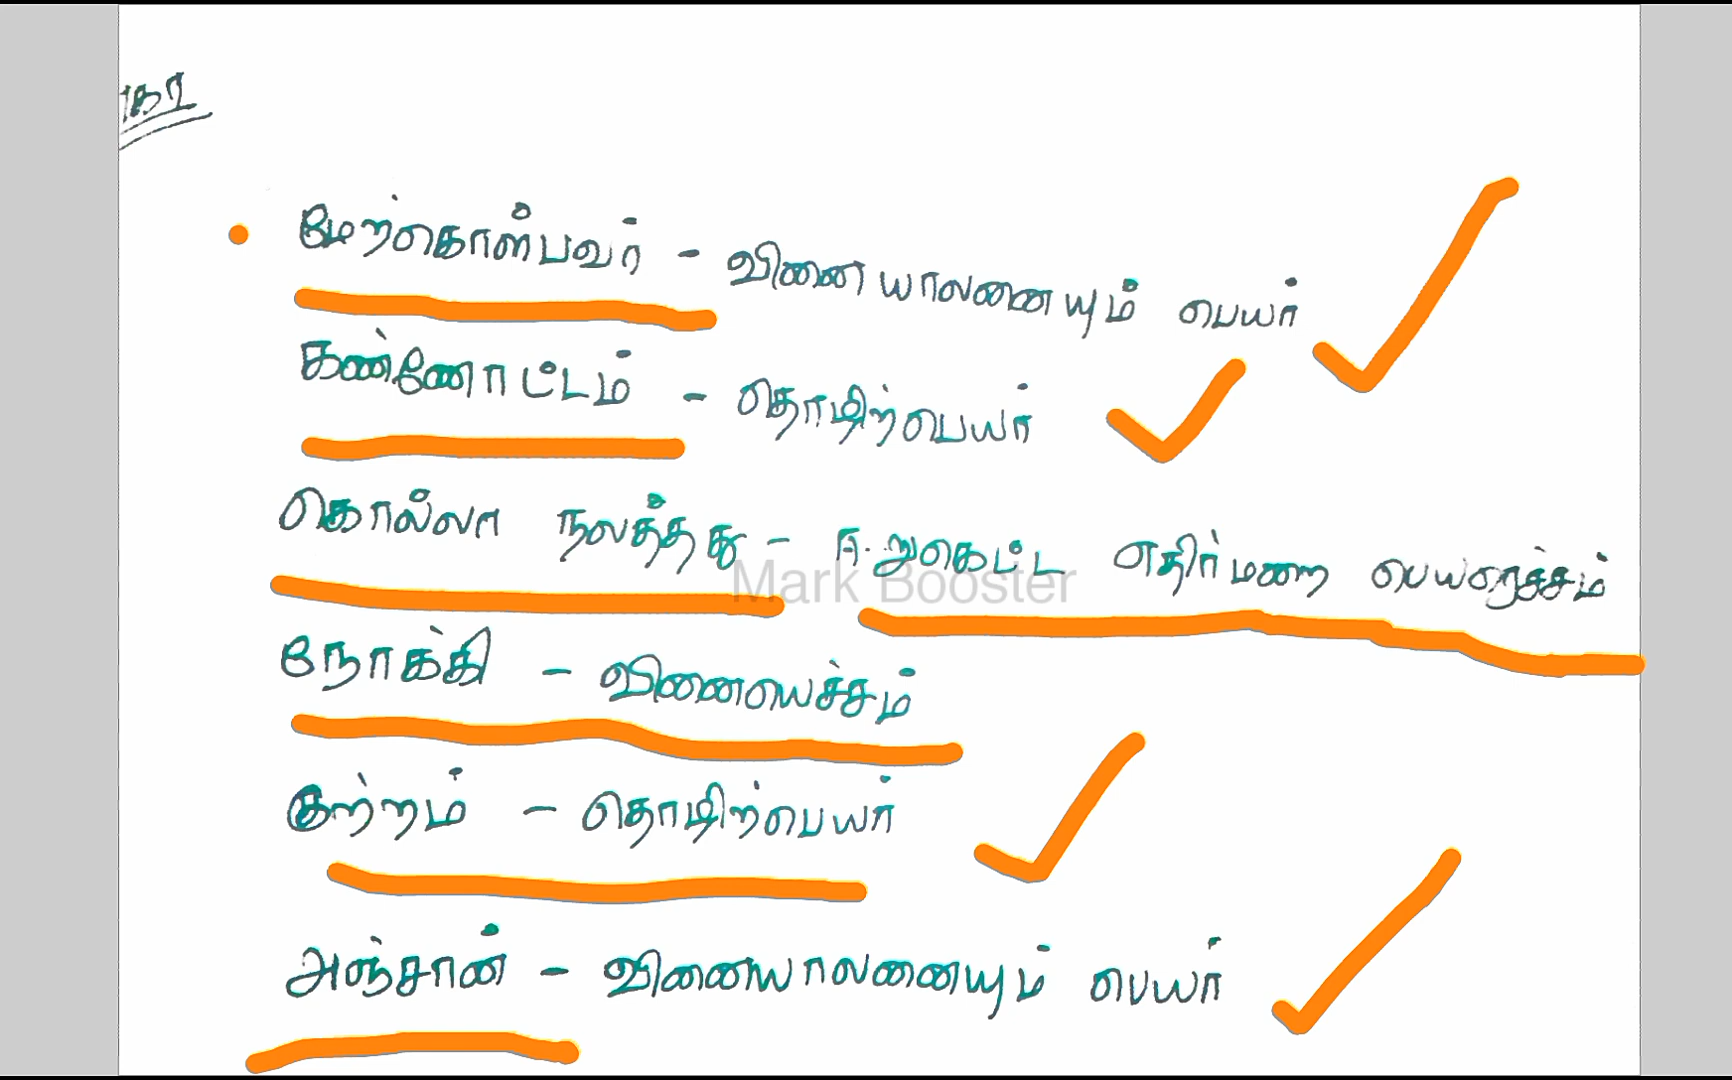 மேற்கொள்பவர் - வினையாலணையும் பெயர்
கண்ணோட்டம் - தொழிற்பெயர்
கொல்லா நலத்தது - ஈறுகெட்ட எதிர்மறை பெயரெச்சம்
Mark Booster
நோக்கி - வினையெச்சம்
குற்றம் - தொழிற்பெயர்
அஞ்சான் - வினையாலணையும் பெயர்